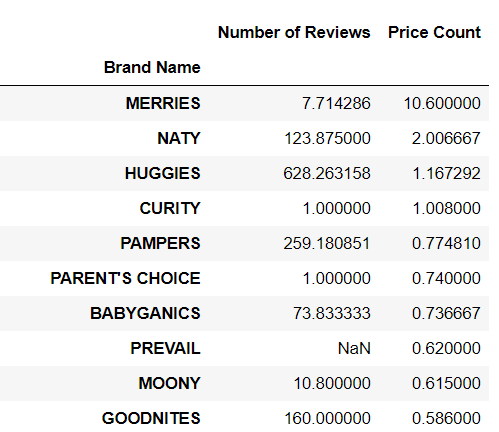 Number of Reviews Price Count
Brand Name
MERRIES 7.714286 10.600000
NATY 123.875000 2.006667
HUGGIES 628.263158 1.167292
CURITY 1.000000 1.008000
PAMPERS 259.180851 0.774810
PARENT'S CHOICE 1.000000 0.740000
BABYGANICS 73.833333 0.736667
PREVAIL NaN 0.620000
MOONY 10.800000 0.615000
GOODNITES 160.000000 0.586000